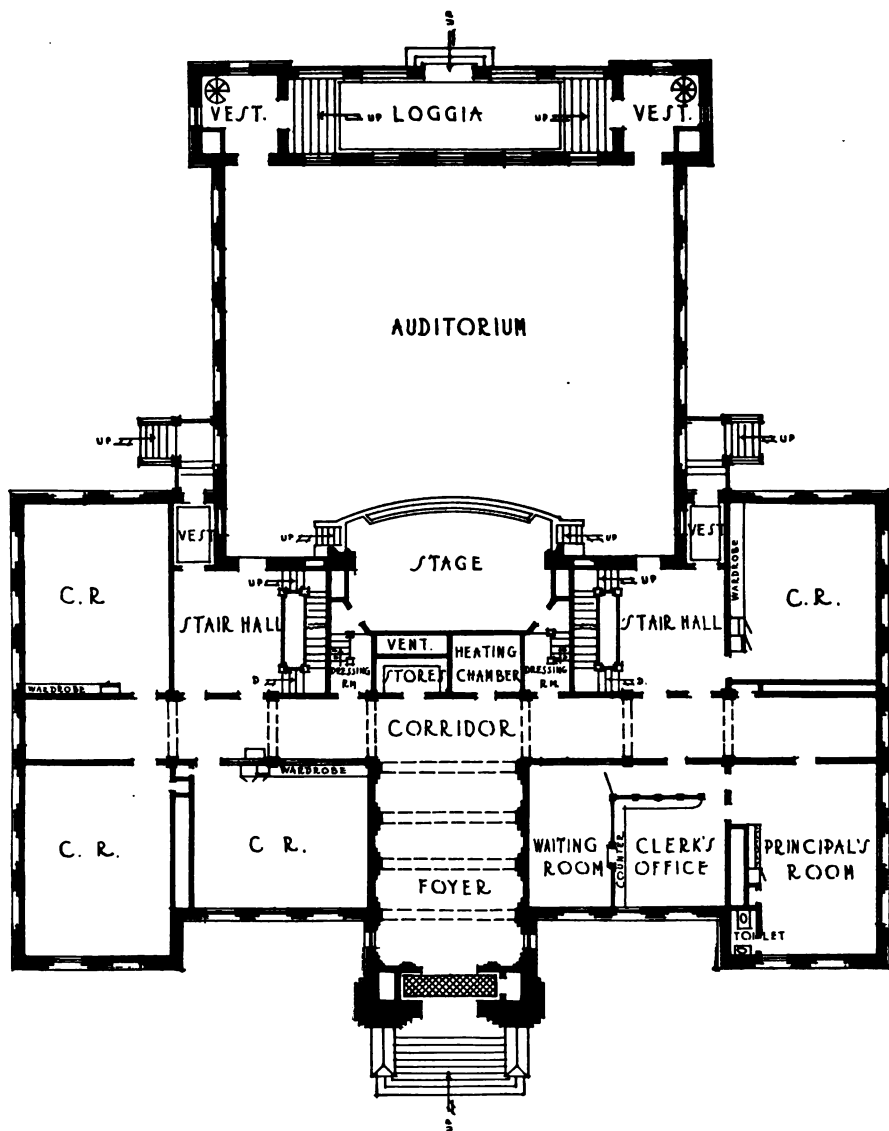 UP
VEST.
UP LOGGIA UP
VEST.
AUDITORIUM
UP
UP
VEST.
UP
STAGE
UP
VEST
C.R.
UP
STAIR HALL
UP
STAIR HALL
WARDROBE
C.R.
VENT.
HEATING
CHAMBER
STORES
DRESSING
RM.
DRESSING
RM.
D.
D.
WARDROBE
CORRIDOR
WARDROBE
C. R.
C R.
FOYER
WAITING
ROOM
COUNTER
CLERK'S
OFFICE
PRINCIPAL'S
ROOM
TOILET
UP